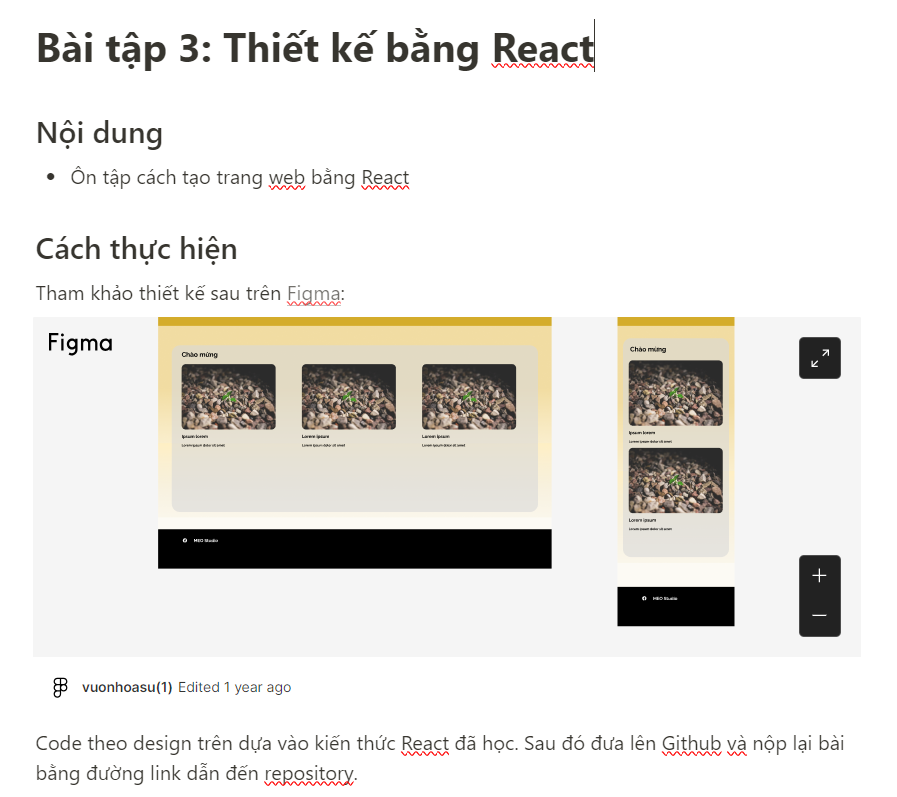 Bài tập 3: Thiết kế bằng React
Nội dung
• Ôn tập cách tạo trang web bằng React
Cách thực hiện
Tham khảo thiết kế sau trên Figma:
Figma
Chào mừng
Ipsum lorem
Lorem ipsum dolor sit amet
Lorem ipsum
Lorem ipsum dolor sit amet
Lorem ipsum
Lorem ipsum dolor sit amet
MEO Studio
Chào mừng
Ipsum lorem
Lorem ipsum dolor sit amet
Lorem ipsum
Lorem ipsum dolor sit amet
MEO Studio
vuonhoasu(1) Edited 1 year ago
Code theo design trên dựa vào kiến thức React đã học. Sau đó đưa lên Github và nộp lại bài
bằng đường link dẫn đến repository.